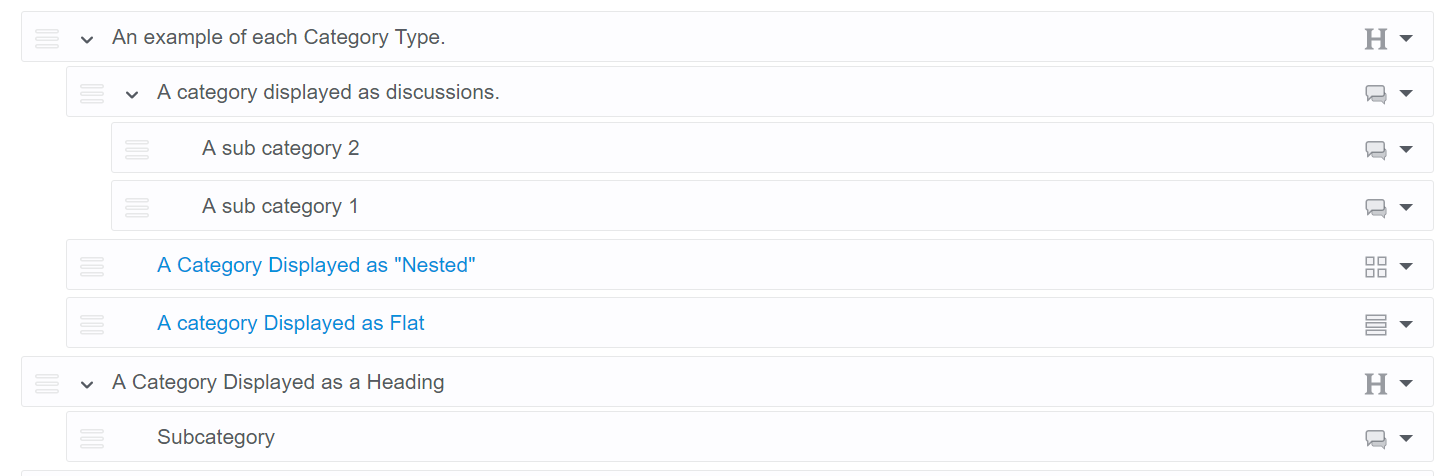 An example of each Category Type.
A category displayed as discussions.
A sub category 2
A sub category 1
A Category Displayed as "Nested"
A category Displayed as Flat
A Category Displayed as a Heading
Subcategory